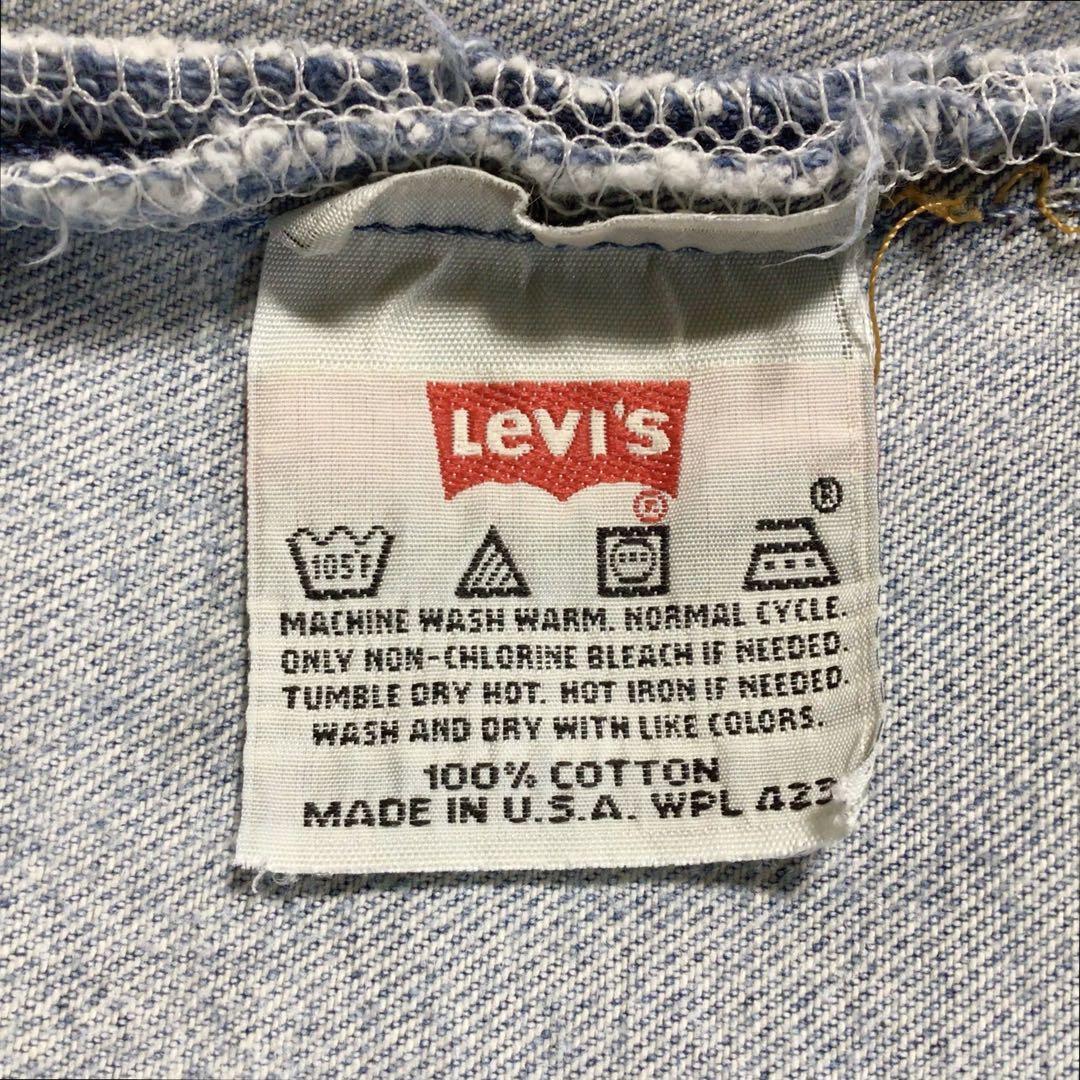 Levi's
®
®
105F
MACHINE WASH WARM. NORMAL CYCLE.
ONLY NON-CHLORINE BLEACH IF NEEDED.
TUMBLE DRY HOT. HOT IRON IF NEEDED.
WASH AND DRY WITH LIKE COLORS.
100% COTTON
MADE IN U.S.A. WPL 423